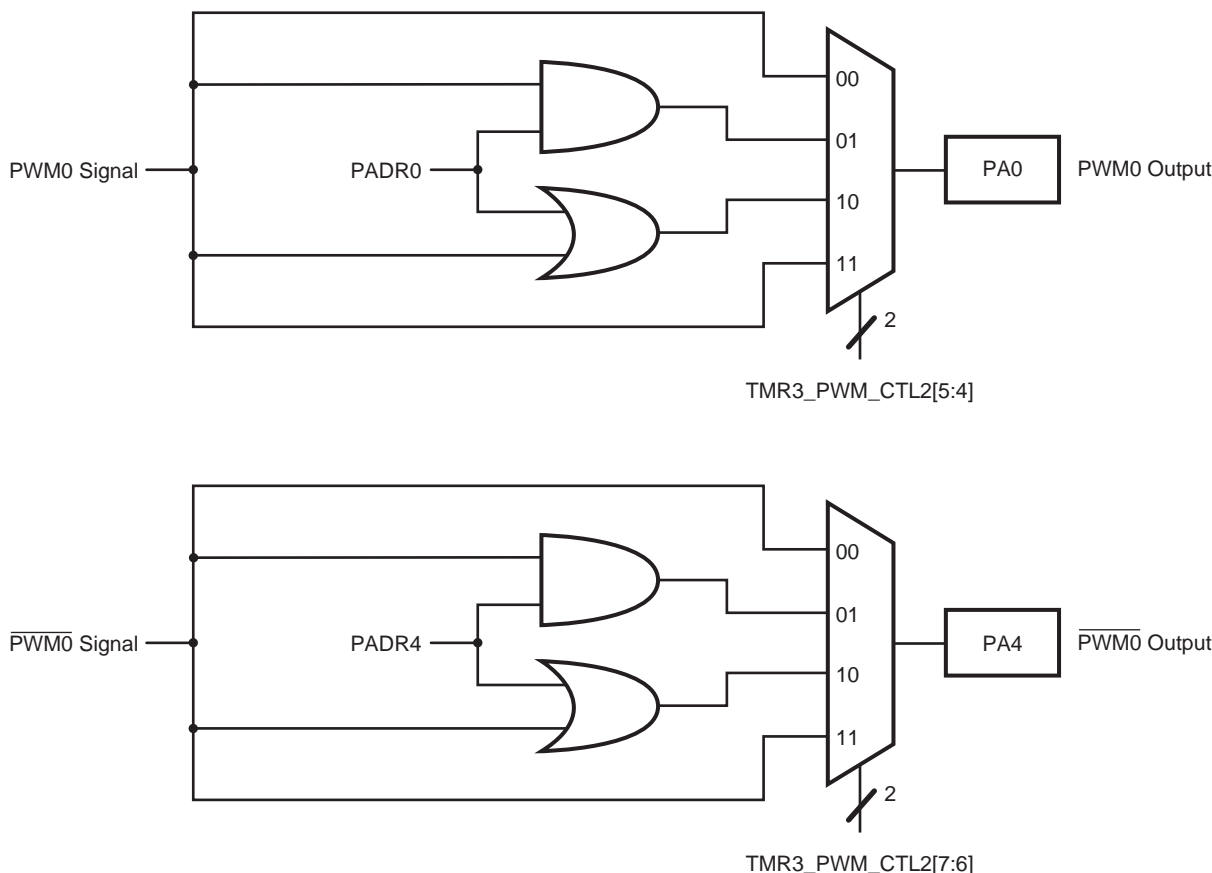 00
01
PWM0 Signal
PADR0
PA0
PWM0 Output
10
11
2
TMR3_PWM_CTL2[5:4]
00
01
PWM0 Signal
PADR4
PA4
PWM0 Output
10
11
2
TMR3_PWM_CTL2[7:6]